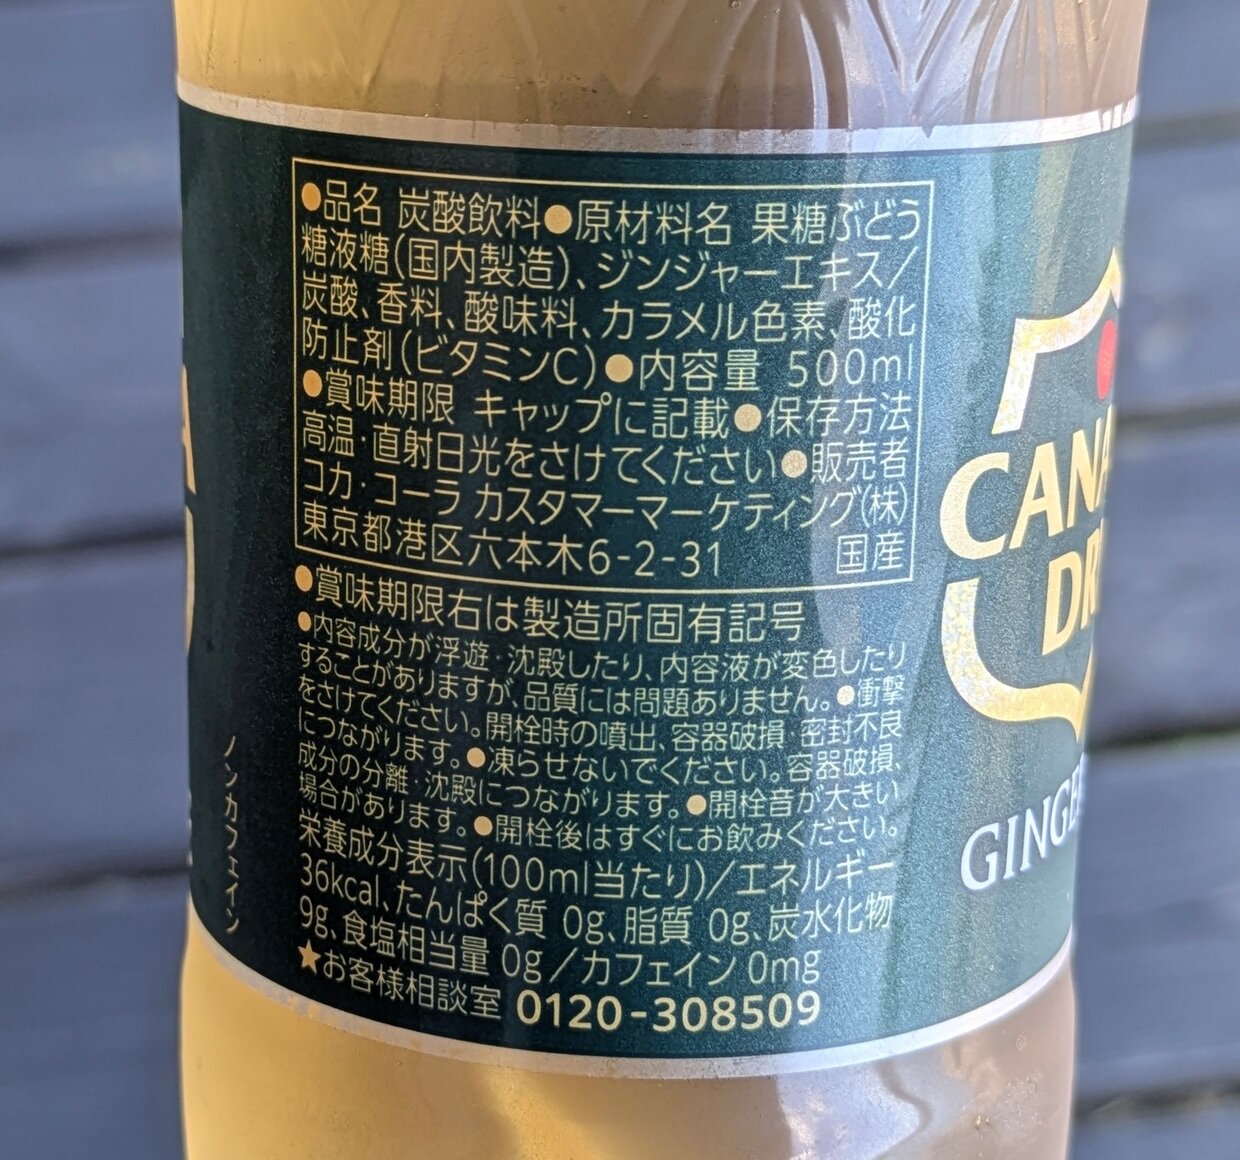 ●品名 炭酸飲料●原材料名 果糖ぶどう
糖液糖(国内製造)、ジンジャーエキス/
炭酸、香料、酸味料、カラメル色素、酸化
防止剤(ビタミンC)●内容量 500ml
●賞味期限 キャップに記載●保存方法
高温・直射日光をさけてください●販売者
コカ・コーラ カスタマーマーケティング(株)
東京都港区六本木6-2-31 国産
●賞味期限右は製造所固有記号
●内容成分が浮遊・沈殿したり、内容液が変色したり
することがありますが、品質には問題ありません。●衝撃
をさけてください。開栓時の噴出、容器破損・密封不良
につながります。●凍らせないでください。容器破損、
成分の分離・沈殿につながります。●開栓音が大きい
場合があります。●開栓後はすぐにお飲みください。
栄養成分表示(100ml当たり)/エネルギー
36kcal、たんぱく質 0g、脂質 0g、炭水化物
9g、食塩相当量 0g/カフェイン 0mg
★お客様相談室 0120-308509
ノンカフェイン
CANA
DR
GINGE